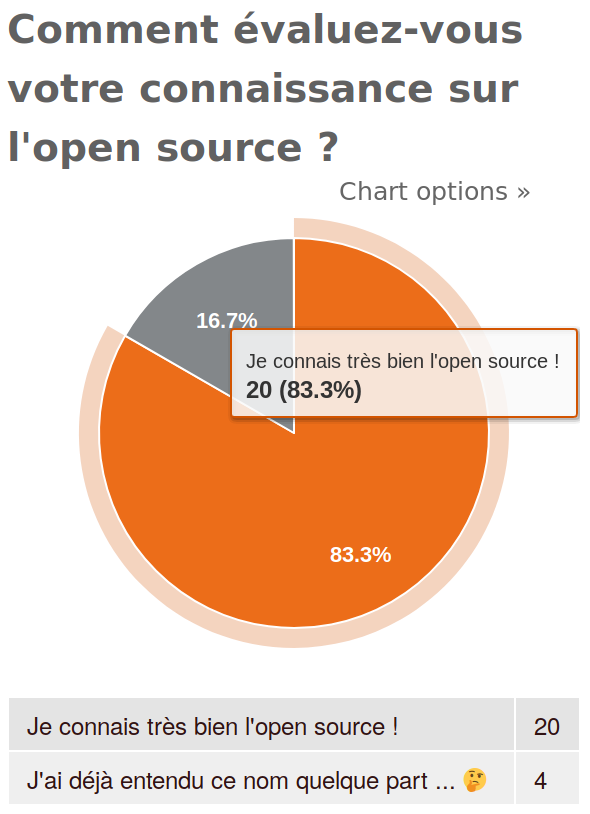 Comment évaluez-vous
votre connaissance sur
l'open source ?
Chart options »
16.7%
Je connais très bien l'open source !
20 (83.3%)
83.3%
Je connais très bien l'open source ! 20
J'ai déjà entendu ce nom quelque part ... 🤔 4